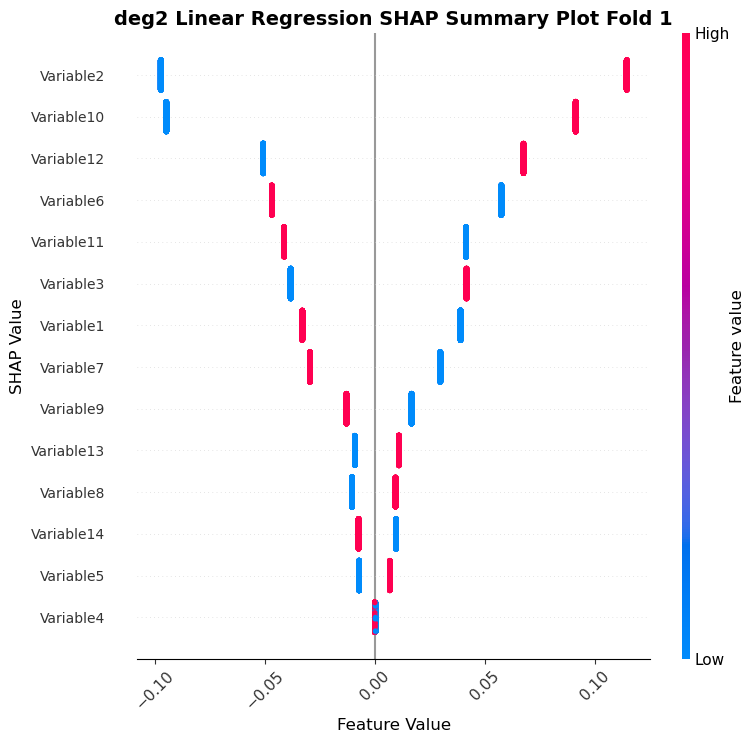 deg2 Linear Regression SHAP Summary Plot Fold 1
High
Variable2
Variable10
Variable12
Variable6
Variable11
Variable3
Variable1
Variable7
Variable9
Variable13
Variable8
Variable14
Variable5
Variable4
SHAP Value
Feature value
Low
−0.10
−0.05
0.00
0.05
0.10
Feature Value